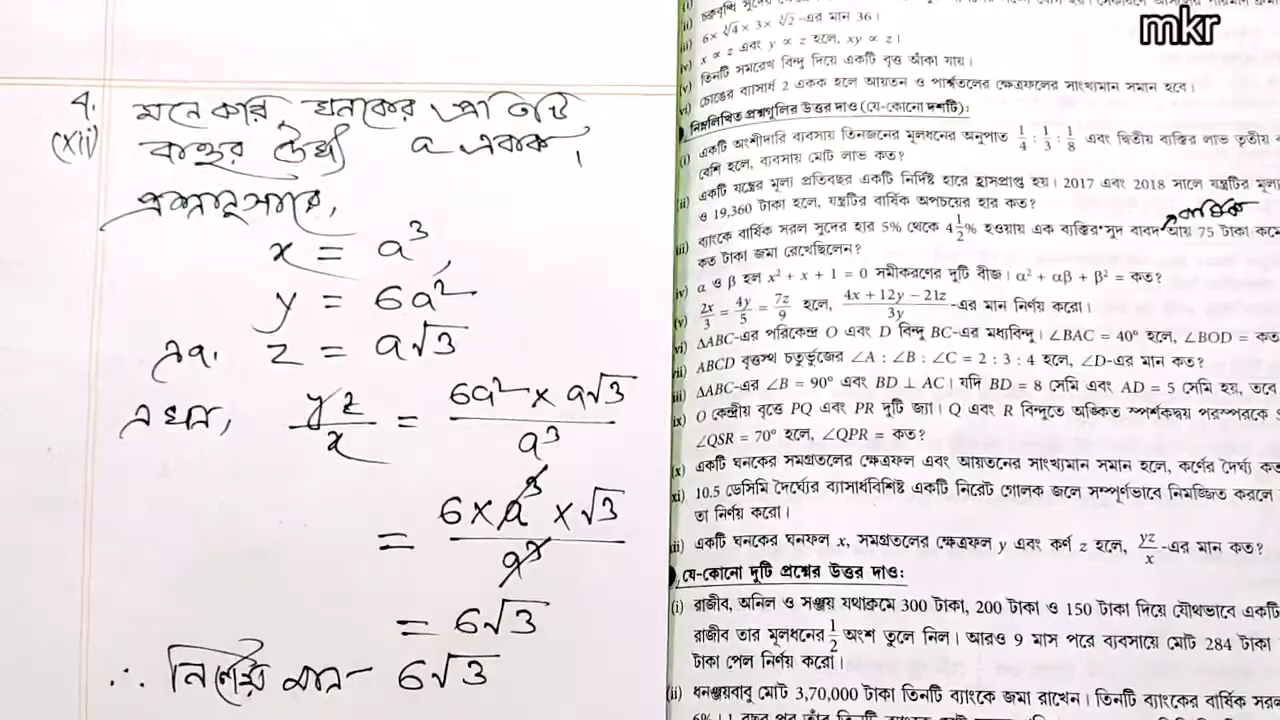 mkr
4. মনে করি, ঘনকের প্রতিটি
(xii) বাহুর দৈর্ঘ্য a একক।
প্রশ্নানুসারে,
x = a³,
y = 6a²
এবং z = a√3
এখন, yz/x = 6a² × a√3 / a³
= 6 × a³ × √3 / a³
= 6√3
∴ নির্ণেয় মান 6√3
ii) 6 × ∛4 × 3 × ∛2-এর মান 36।
iii) x ∝ z এবং y ∝ z হলে, xy ∝ z।
iv) তিনটি সমরেখ বিন্দু দিয়ে একটি বৃত্ত আঁকা যায়।
v) চোঙের ব্যাসার্ধ 2 একক হলে আয়তন ও পার্শ্বতলের ক্ষেত্রফলের সাংখ্যমান সমান হবে।
নিম্নলিখিত প্রশ্নগুলির উত্তর দাও (যে-কোনো দশটি):
(i) একটি অংশীদারি ব্যবসায় তিনজনের মূলধনের অনুপাত 1/4 : 1/3 : 1/8 এবং দ্বিতীয় ব্যক্তির লাভ তৃতীয়
বেশি হলে, ব্যবসায় মোট লাভ কত?
(ii) একটি যন্ত্রের মূল্য প্রতিবছর একটি নির্দিষ্ট হারে হ্রাসপ্রাপ্ত হয়। 2017 এবং 2018 সালে যন্ত্রটির মূল্য
ও 19,360 টাকা হলে, যন্ত্রটির বার্ষিক অপচয়ের হার কত?
বার্ষিক
iii) ব্যাংকে বার্ষিক সরল সুদের হার 5% থেকে 4 1/2% হওয়ায় এক ব্যক্তির সুদ বাবদ আয় 75 টাকা কমে
কত টাকা জমা রেখেছিলেন?
iv) α ও β হল x² + x + 1 = 0 সমীকরণের দুটি বীজ। α² + αβ + β² = কত?
(v) 2x/3 = 4y/5 = 7z/9 হলে, (4x + 12y − 21z)/3y -এর মান নির্ণয় করো।
vi) ΔABC-এর পরিকেন্দ্র O এবং D বিন্দু BC-এর মধ্যবিন্দু। ∠BAC = 40° হলে, ∠BOD = কত
vii) ABCD বৃত্তস্থ চতুর্ভুজের ∠A : ∠B : ∠C = 2 : 3 : 4 হলে, ∠D-এর মান কত?
iii) ΔABC-এর ∠B = 90° এবং BD ⊥ AC। যদি BD = 8 সেমি এবং AD = 5 সেমি হয়, তবে
ix) O কেন্দ্রীয় বৃত্তে PQ এবং PR দুটি জ্যা। Q এবং R বিন্দুতে অঙ্কিত স্পর্শকদ্বয় পরস্পরকে
∠QSR = 70° হলে, ∠QPR = কত?
(x) একটি ঘনকের সমগ্রতলের ক্ষেত্রফল এবং আয়তনের সাংখ্যমান সমান হলে, কর্ণের দৈর্ঘ্য কত
xi) 10.5 ডেসিমি দৈর্ঘ্যের ব্যাসার্ধবিশিষ্ট একটি নিরেট গোলক জলে সম্পূর্ণভাবে নিমজ্জিত করলে
তা নির্ণয় করো।
ii) একটি ঘনকের ঘনফল x, সমগ্রতলের ক্ষেত্রফল y এবং কর্ণ z হলে, yz/x -এর মান কত?
যে-কোনো দুটি প্রশ্নের উত্তর দাও:
(i) রাজীব, অনিল ও সঞ্জয় যথাক্রমে 300 টাকা, 200 টাকা ও 150 টাকা দিয়ে যৌথভাবে একটি
রাজীব তার মূলধনের 1/2 অংশ তুলে নিল। আরও 9 মাস পরে ব্যবসায়ে মোট 284 টাকা
টাকা পেল নির্ণয় করো।
(ii) ধনঞ্জয়বাবু মোট 3,70,000 টাকা তিনটি ব্যাংকে জমা রাখেন। তিনটি ব্যাংকের বার্ষিক সরল